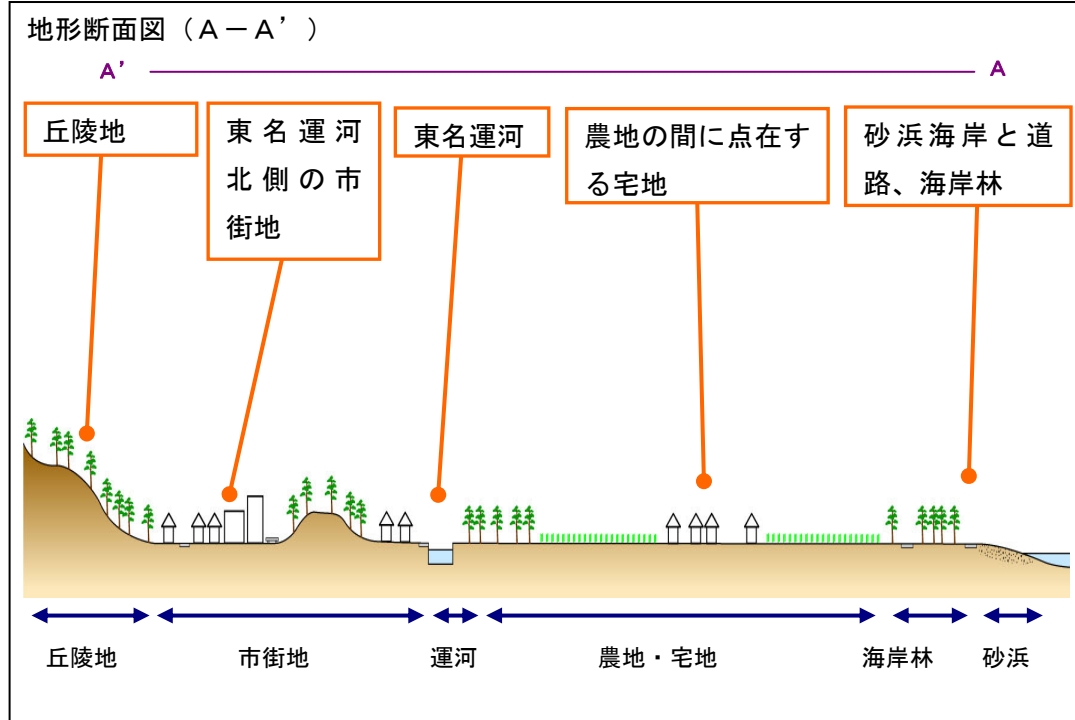 地形断面図（Ａ－Ａ’）
Ａ’
Ａ
丘陵地
東名運河
北側の市
街地
東名運河
農地の間に点在す
る宅地
砂浜海岸と道
路、海岸林
丘陵地
市街地
運河
農地・宅地
海岸林
砂浜